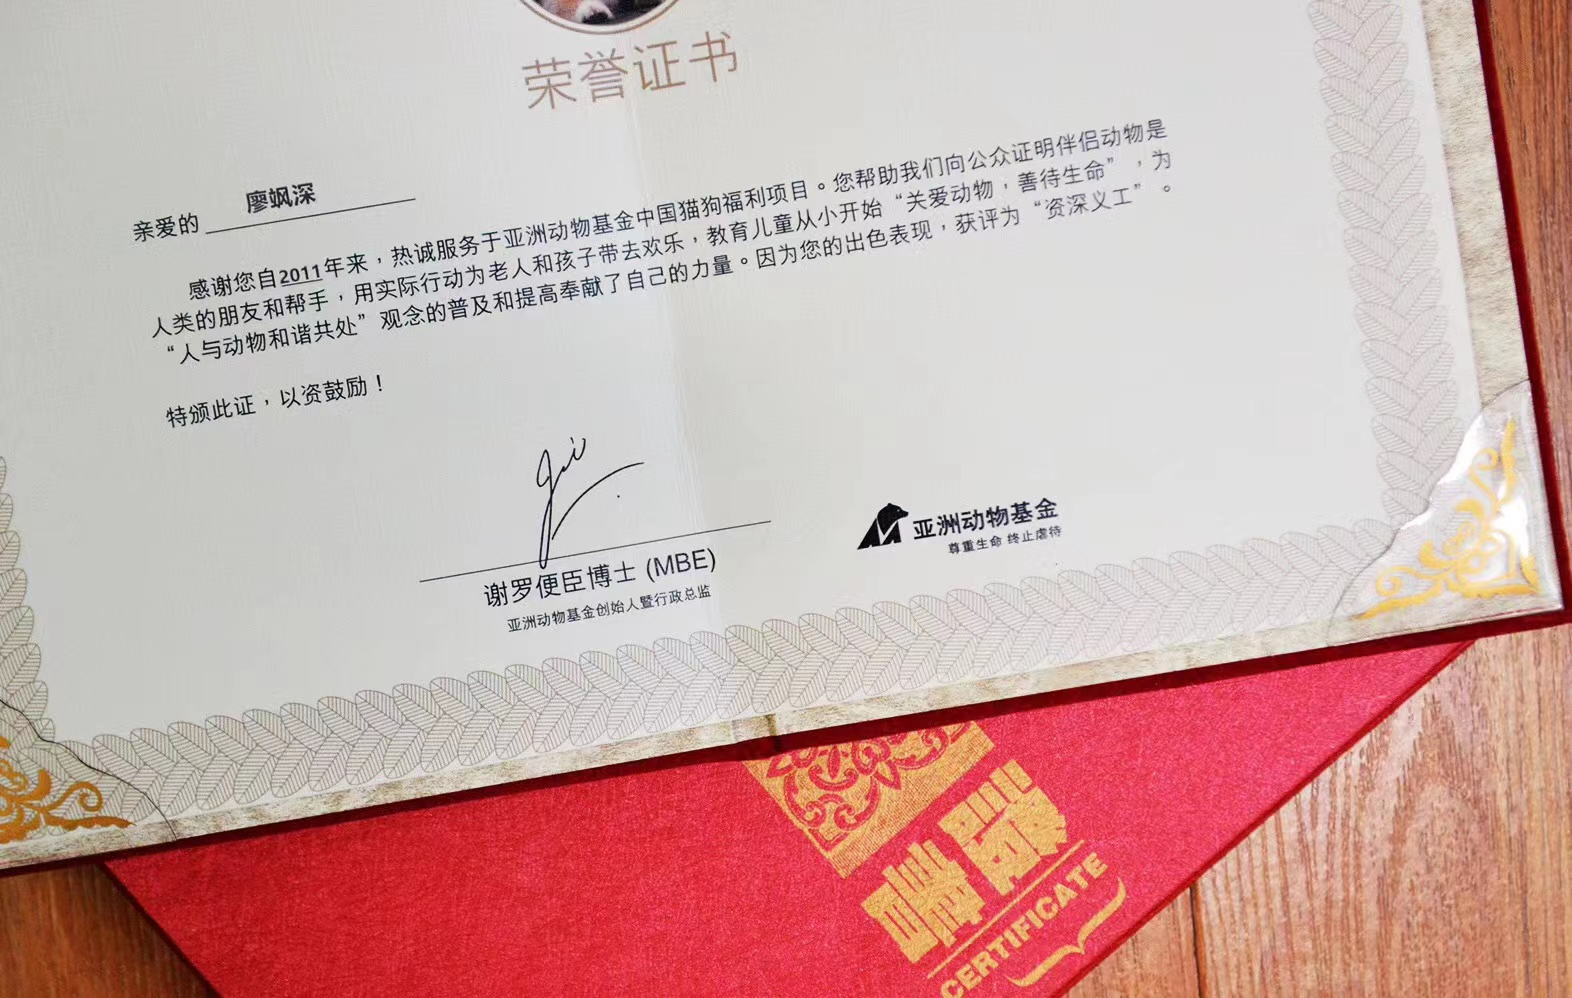 荣誉证书
亲爱的 廖飒深
感谢您自2011年来，热诚服务于亚洲动物基金中国猫狗福利项目。您帮助我们向公众证明伴侣动物是
人类的朋友和帮手，用实际行动为老人和孩子带去欢乐，教育儿童从小开始“关爱动物，善待生命”，为
“人与动物和谐共处”观念的普及和提高奉献了自己的力量。因为您的出色表现，获评为“资深义工”。
特颁此证，以资鼓励！
谢罗便臣博士 (MBE)
亚洲动物基金创始人暨行政总监
亚洲动物基金
尊重生命 终止虐待
CERTIFICATE